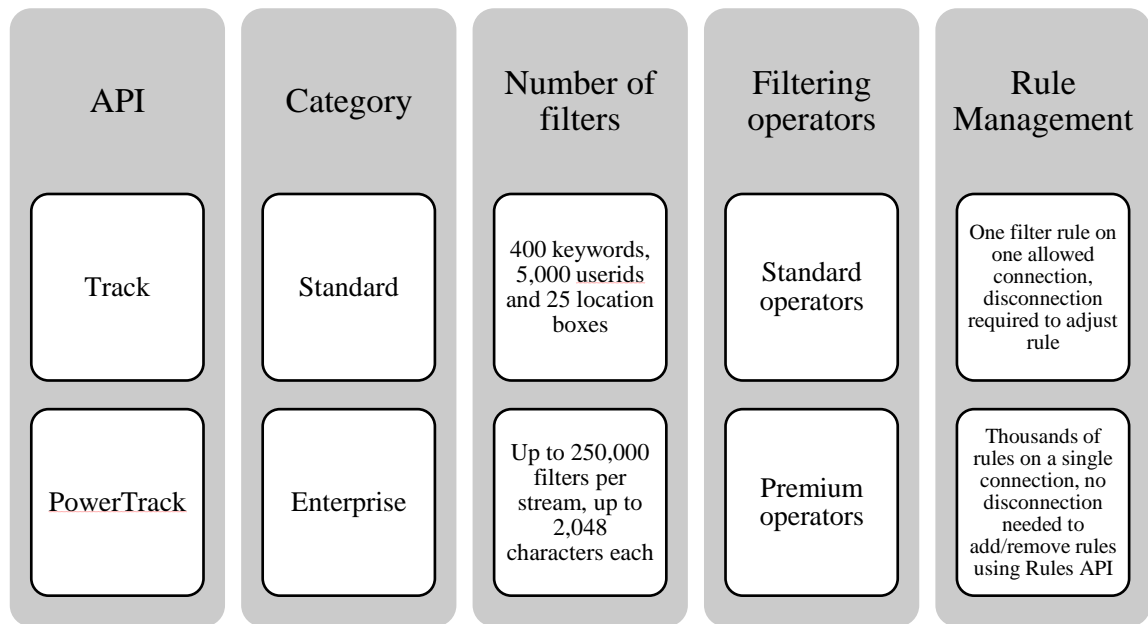 API
Category
Number of
filters
Filtering
operators
Rule
Management
Track
Standard
400 keywords,
5,000 userids
and 25 location
boxes
Standard
operators
One filter rule on
one allowed
connection,
disconnection
required to adjust
rule
PowerTrack
Enterprise
Up to 250,000
filters per
stream, up to
2,048
characters each
Premium
operators
Thousands of
rules on a single
connection, no
disconnection
needed to
add/remove rules
using Rules API